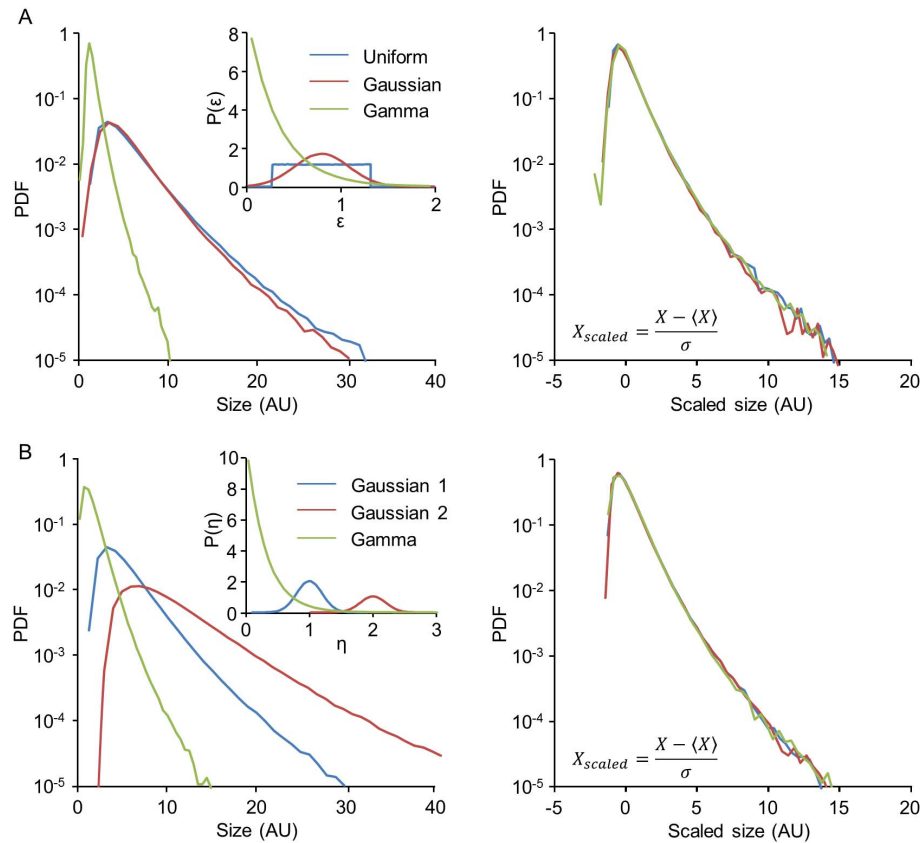 A
1
10⁻¹
10⁻²
10⁻³
10⁻⁴
10⁻⁵
PDF
0
10
20
30
40
Size (AU)
8
6
4
2
0
P(ε)
0
1
2
ε
Uniform
Gaussian
Gamma
1
10⁻¹
10⁻²
10⁻³
10⁻⁴
10⁻⁵
PDF
X_scaled = (X − ⟨X⟩)/σ
-5
0
5
10
15
20
Scaled size (AU)
B
1
10⁻¹
10⁻²
10⁻³
10⁻⁴
10⁻⁵
PDF
0
10
20
30
40
Size (AU)
10
8
6
4
2
0
P(η)
0
1
2
3
η
Gaussian 1
Gaussian 2
Gamma
1
10⁻¹
10⁻²
10⁻³
10⁻⁴
10⁻⁵
PDF
X_scaled = (X − ⟨X⟩)/σ
-5
0
5
10
15
20
Scaled size (AU)